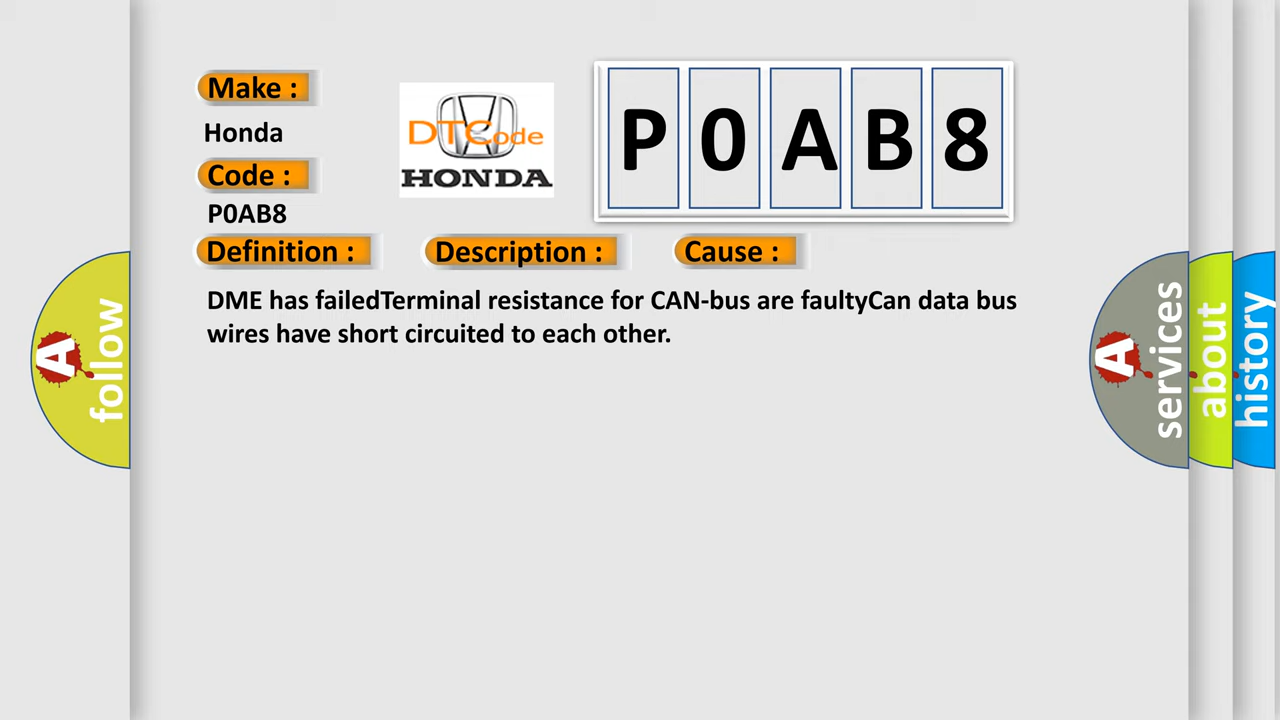 Make :
Honda
Code :
P0AB8
DTCode
HONDA
P0AB8
Definition :
Description :
Cause :
DME has failedTerminal resistance for CAN-bus are faultyCan data bus
wires have short circuited to each other.
A follow
A services
about
history